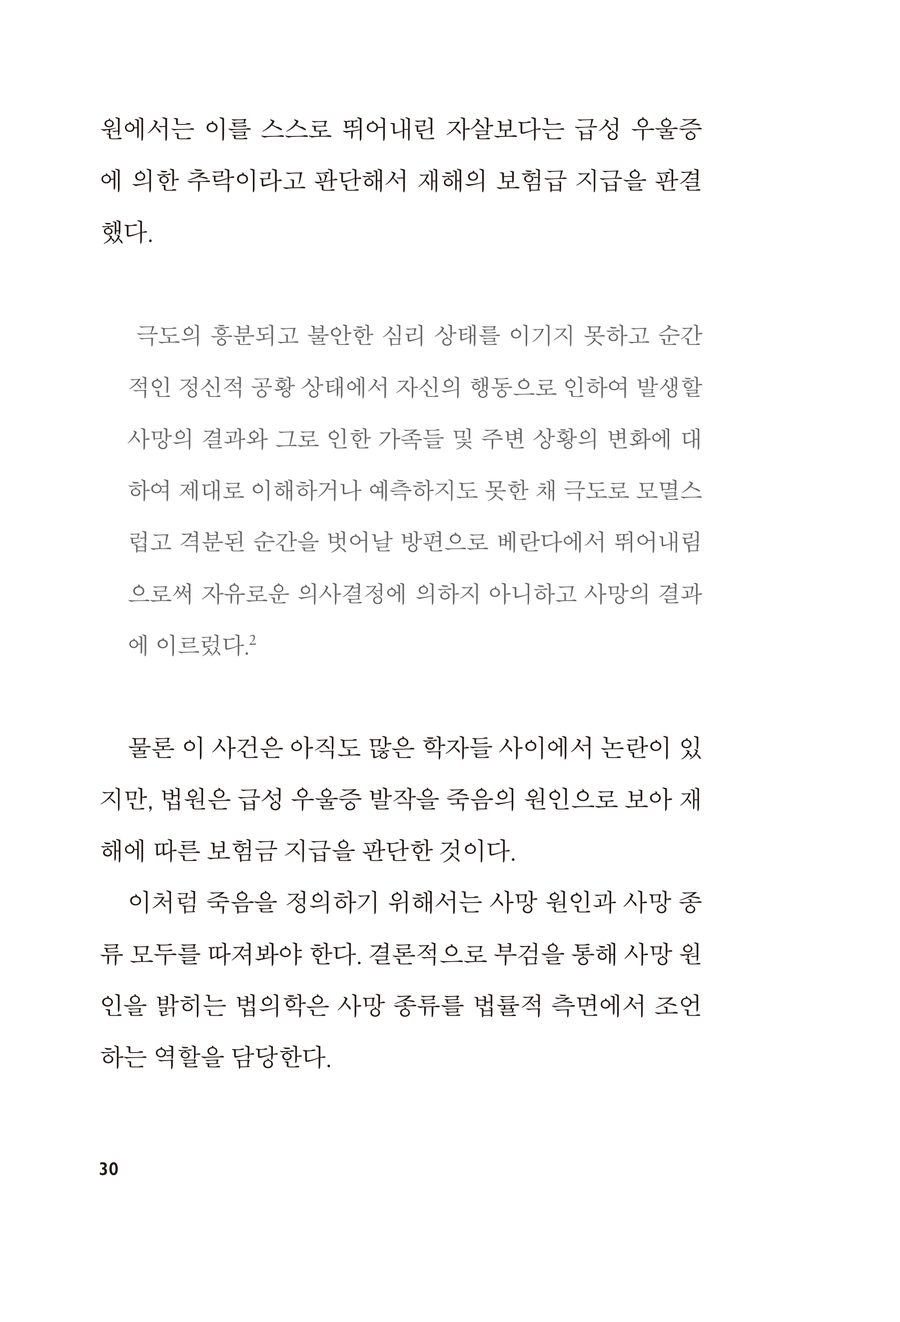 원에서는 이를 스스로 뛰어내린 자살보다는 급성 우울증
에 의한 추락이라고 판단해서 재해의 보험급 지급을 판결
했다.
극도의 흥분되고 불안한 심리 상태를 이기지 못하고 순간
적인 정신적 공황 상태에서 자신의 행동으로 인하여 발생할
사망의 결과와 그로 인한 가족들 및 주변 상황의 변화에 대
하여 제대로 이해하거나 예측하지도 못한 채 극도로 모멸스
럽고 격분된 순간을 벗어날 방편으로 베란다에서 뛰어내림
으로써 자유로운 의사결정에 의하지 아니하고 사망의 결과
에 이르렀다.²
물론 이 사건은 아직도 많은 학자들 사이에서 논란이 있
지만, 법원은 급성 우울증 발작을 죽음의 원인으로 보아 재
해에 따른 보험금 지급을 판단한 것이다.
이처럼 죽음을 정의하기 위해서는 사망 원인과 사망 종
류 모두를 따져봐야 한다. 결론적으로 부검을 통해 사망 원
인을 밝히는 법의학은 사망 종류를 법률적 측면에서 조언
하는 역할을 담당한다.
30